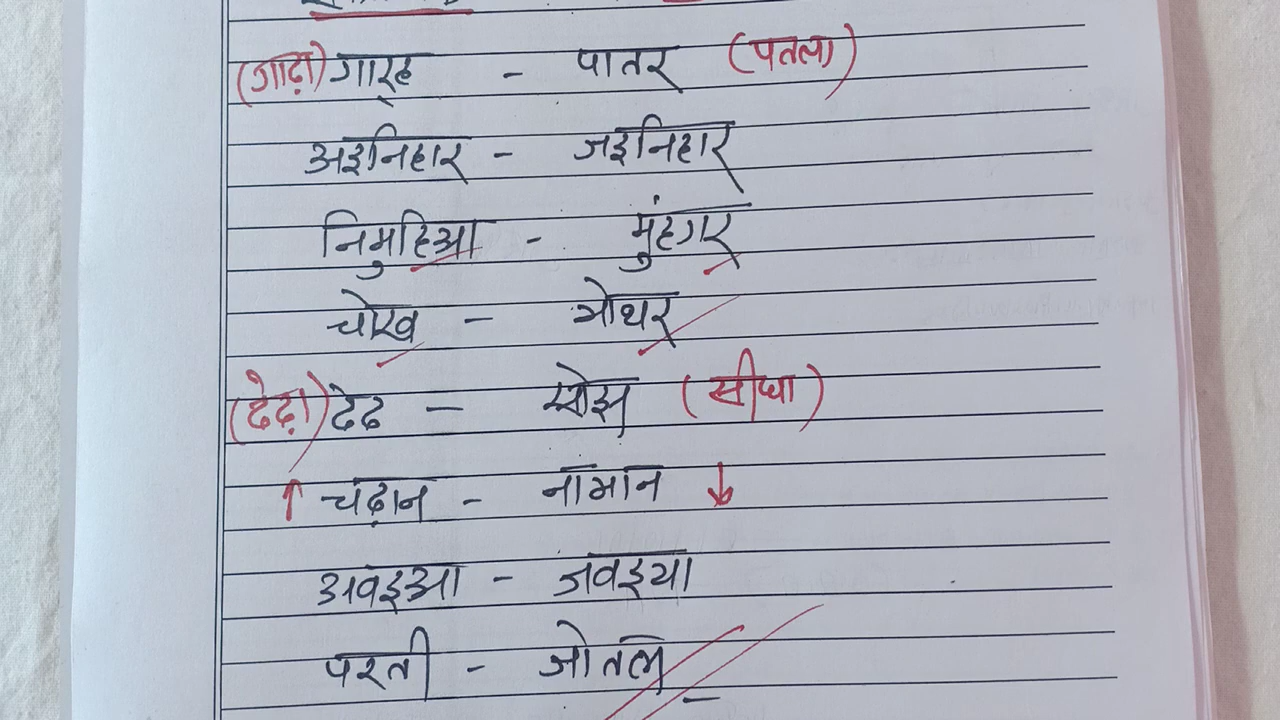 (गाढ़ा) गार्ह - पातर (पतला)
अइनिहार - जइनिहार
निमुहिआ - मुंहगर
चोख - भोथर
(टेढ़ा) टेढ - सोझ (सीधा)
↑ चढ़ान - नामान ↓
अवइआ - जवइया
परती - जोतल